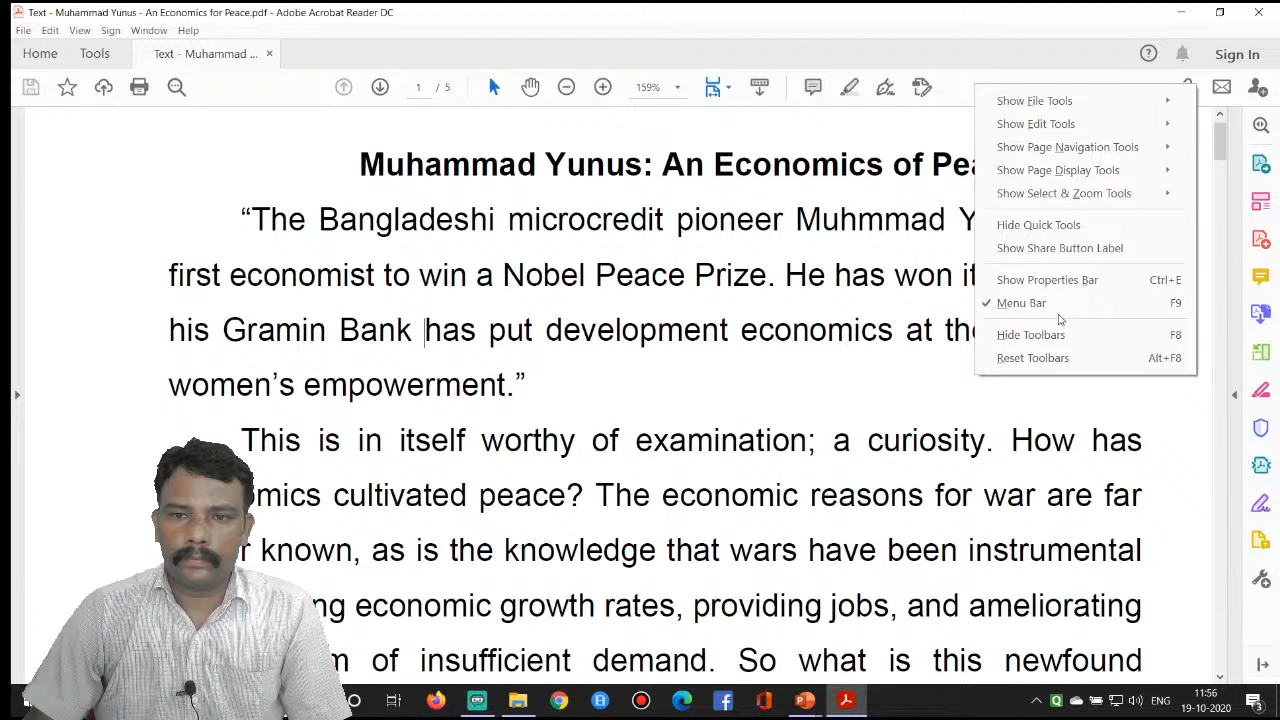 Text - Muhammad Yunus - An Economics for Peace.pdf - Adobe Acrobat Reader DC
File Edit View Sign Window Help
Home Tools Text - Muhammad ... × Sign In
1 / 5 159%
Show File Tools
Show Edit Tools
Show Page Navigation Tools
Show Page Display Tools
Show Select & Zoom Tools
Hide Quick Tools
Show Share Button Label
Show Properties Bar Ctrl+E
Menu Bar F9
Hide Toolbars F8
Reset Toolbars Alt+F8
Muhammad Yunus: An Economics of
“The Bangladeshi microcredit pioneer Muhmmad
first economist to win a Nobel Peace Prize. He has won
his Gramin Bank has put development economics at
women’s empowerment.”
This is in itself worthy of examination; a curiosity. How has
cultivated peace? The economic reasons for war are far
known, as is the knowledge that wars have been instrumental
economic growth rates, providing jobs, and ameliorating
of insufficient demand. So what is this newfound
ENG 11:56
19-10-2020
3